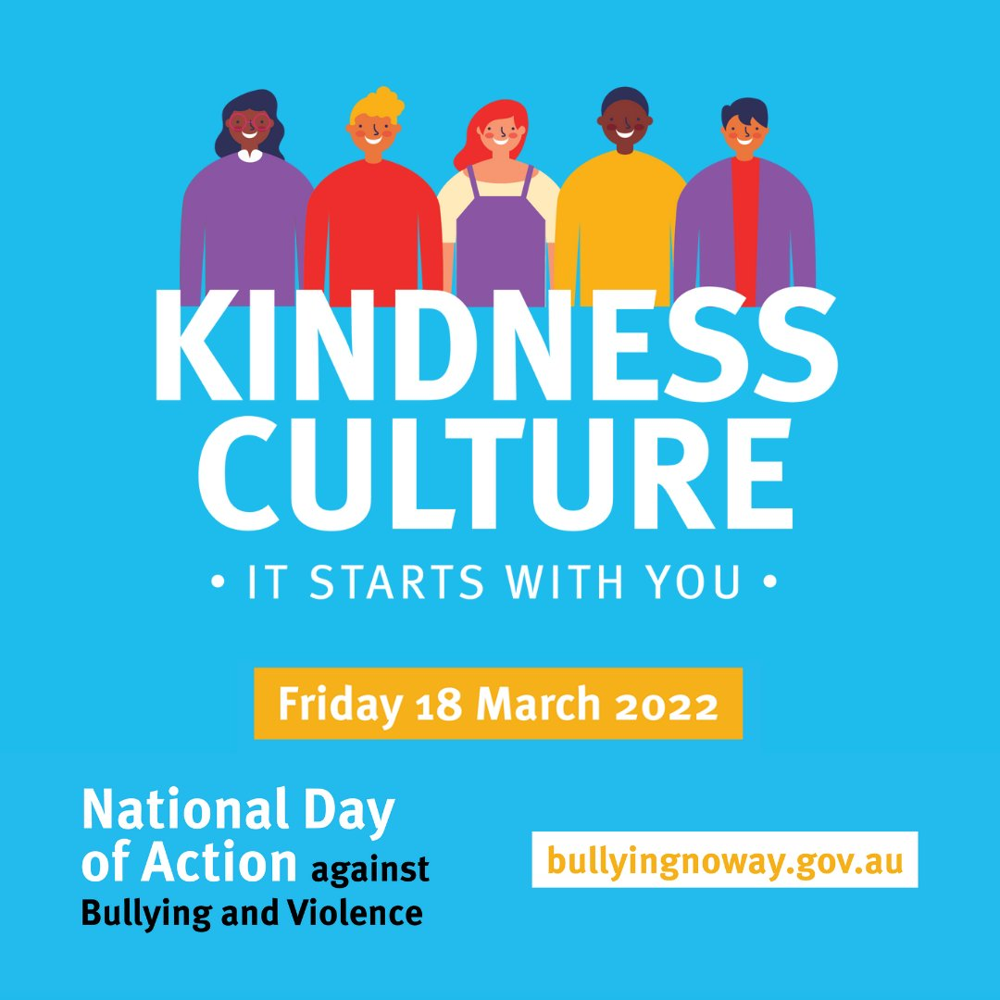 KINDNESS
CULTURE
• IT STARTS WITH YOU •
Friday 18 March 2022
National Day
of Action against
Bullying and Violence
bullyingnoway.gov.au